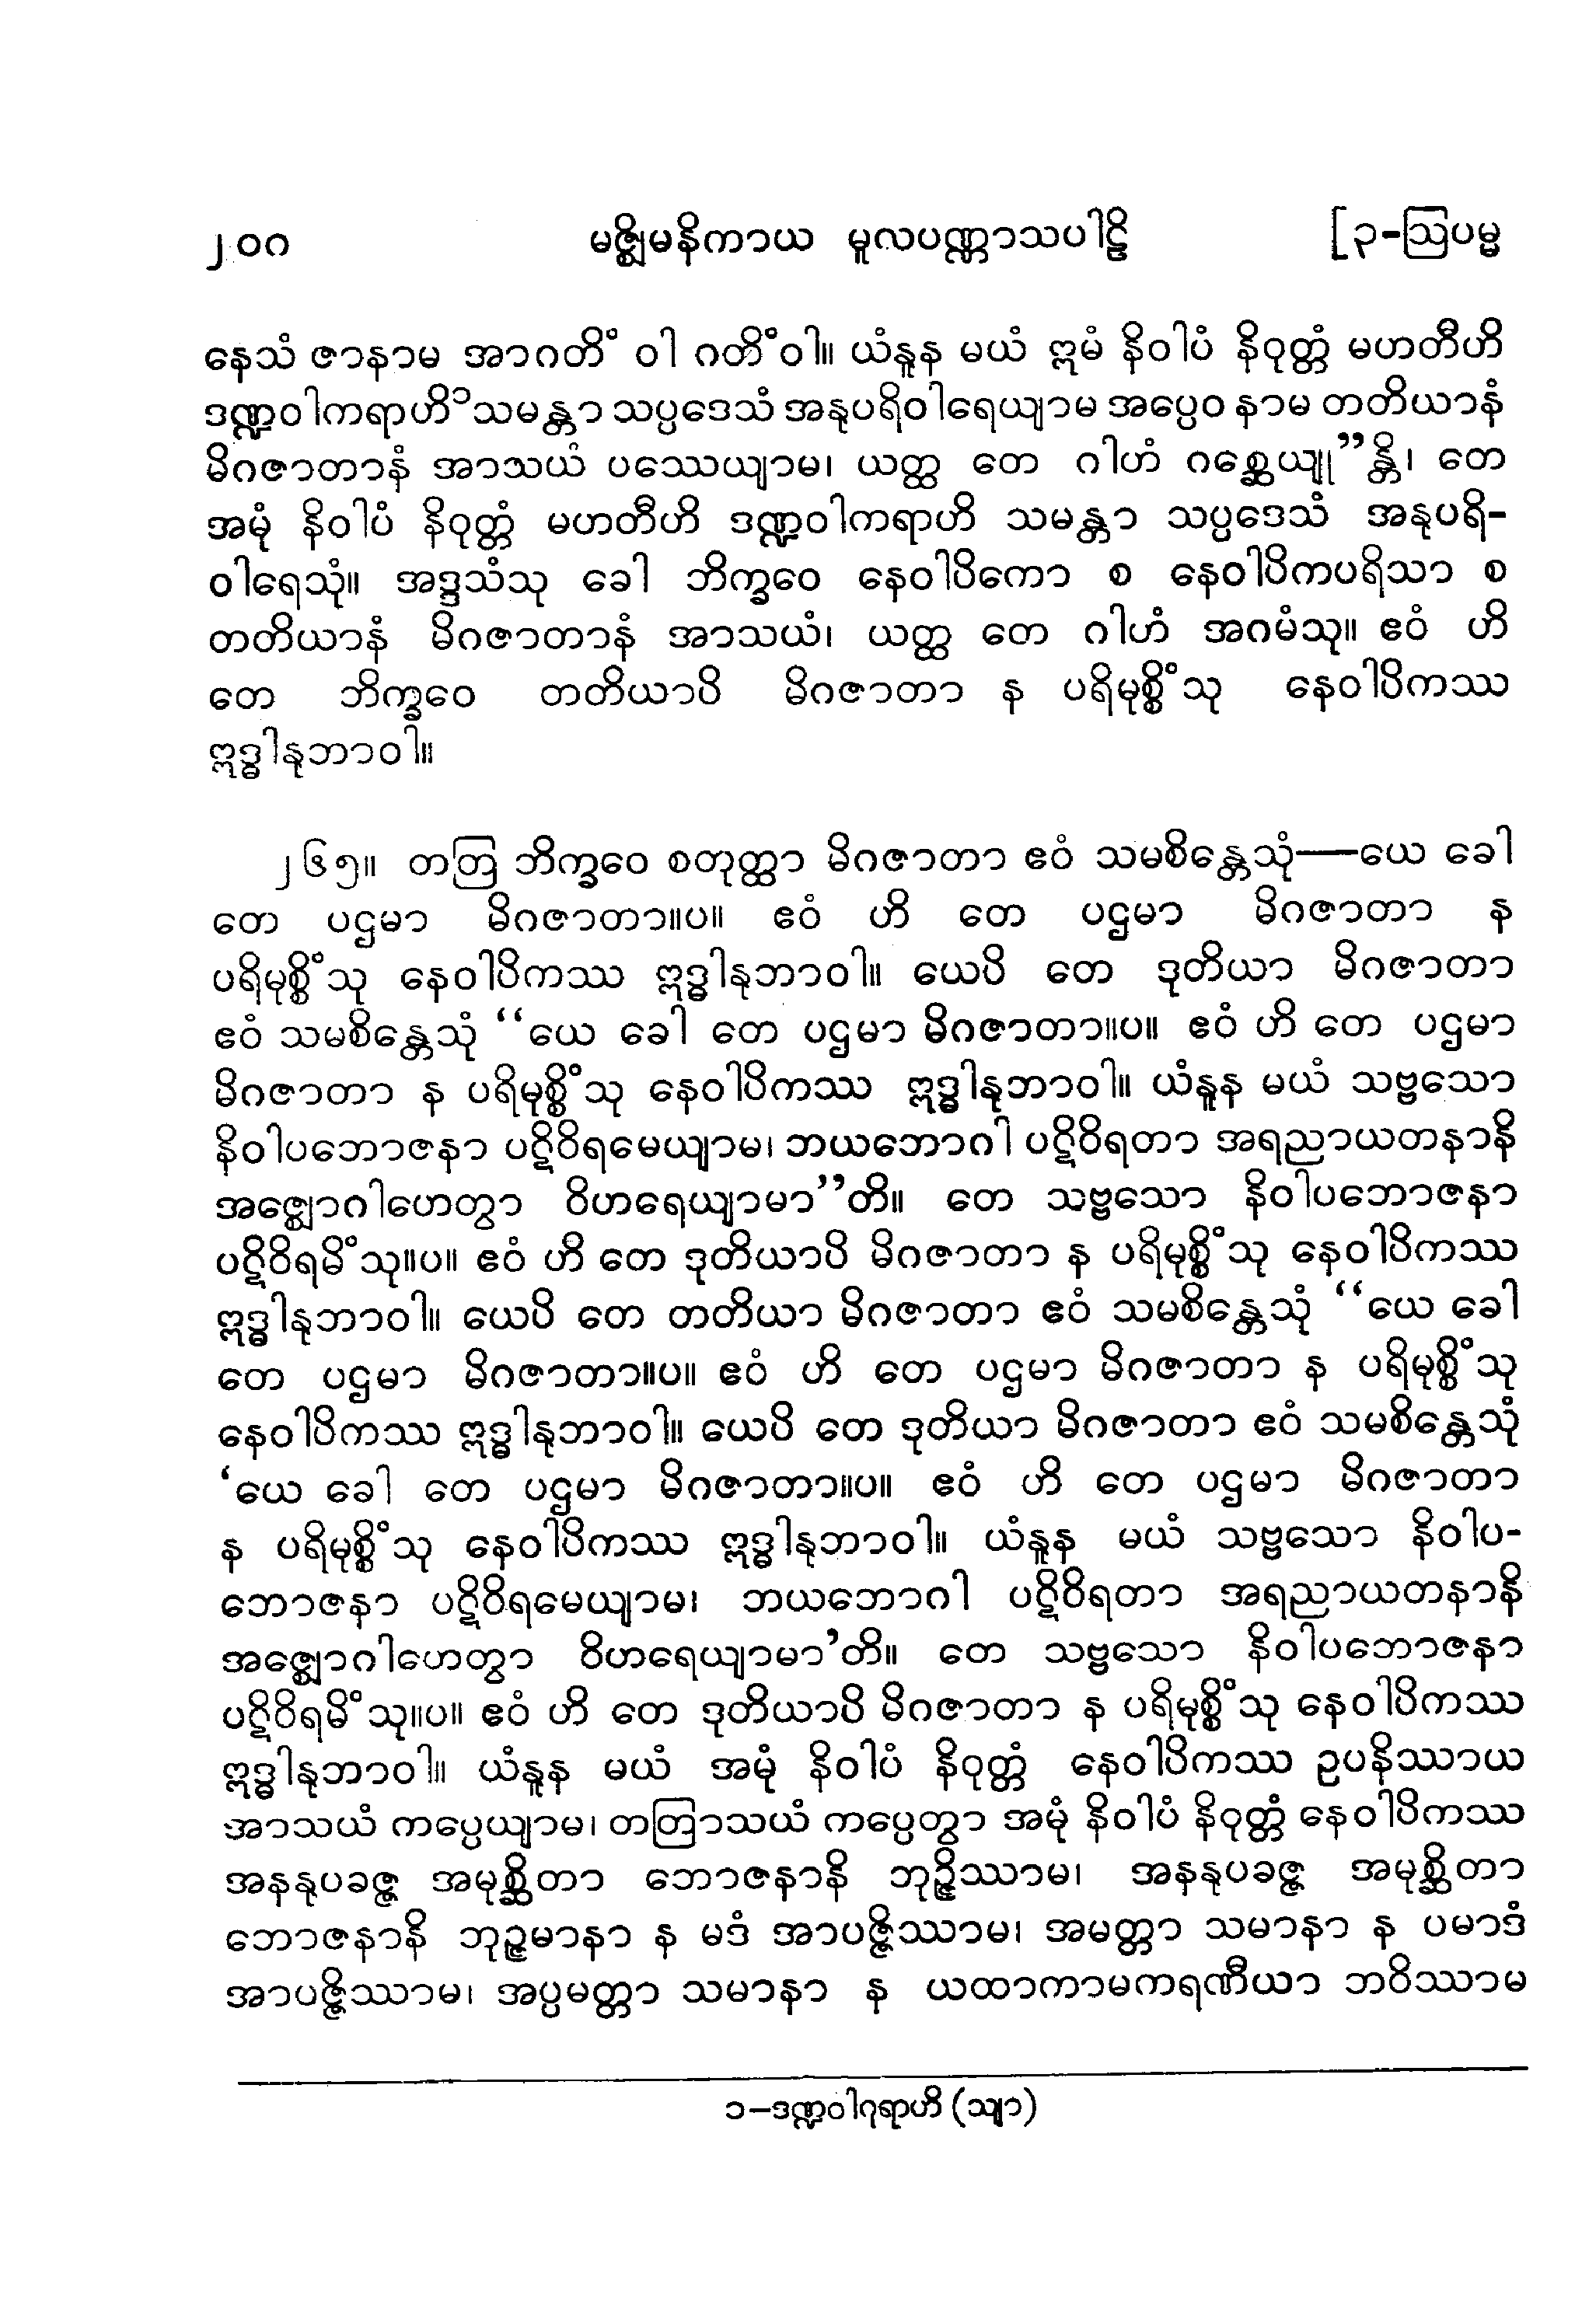 ၂၀၈ မဇ္ဈိမနိကာယ မူလပဏ္ဏာသပါဠိ [၃-ဩပမ္မ
နေသံ ဇာနာမ အာဂတိံ ဝါ ဂတိံဝါ။ ယံနူန မယံ ဣမံ နိဝါပံ နိဝုတ္တံ မဟတီဟိ
ဒဏ္ဍဝါကရာဟိ၁သမန္တာ သပ္ပဒေသံ အနုပရိဝါရေယျာမ အပ္ပေဝ နာမ တတိယာနံ
မိဂဇာတာနံ အာသယံ ပဿေယျာမ၊ ယတ္ထ တေ ဂါဟံ ဂစ္ဆေယျု”န္တိ၊ တေ
အမုံ နိဝါပံ နိဝုတ္တံ မဟတီဟိ ဒဏ္ဍဝါကရာဟိ သမန္တာ သပ္ပဒေသံ အနုပရိ-
ဝါရေသုံ။ အဒ္ဒသံသု ခေါ ဘိက္ခဝေ နေဝါပိကော စ နေဝါပိကပရိသာ စ
တတိယာနံ မိဂဇာတာနံ အာသယံ၊ ယတ္ထ တေ ဂါဟံ အဂမံသု။ ဧဝံ ဟိ
တေ ဘိက္ခဝေ တတိယာပိ မိဂဇာတာ န ပရိမုစ္စိံသု နေဝါပိကဿ
ဣဒ္ဓါနုဘာဝါ။
၂၆၅။ တတြ ဘိက္ခဝေ စတုတ္ထာ မိဂဇာတာ ဧဝံ သမစိန္တေသုံ—ယေ ခေါ
တေ ပဌမာ မိဂဇာတာ။ပ။ ဧဝံ ဟိ တေ ပဌမာ မိဂဇာတာ န
ပရိမုစ္စိံသု နေဝါပိကဿ ဣဒ္ဓါနုဘာဝါ။ ယေပိ တေ ဒုတိယာ မိဂဇာတာ
ဧဝံ သမစိန္တေသုံ “ယေ ခေါ တေ ပဌမာ မိဂဇာတာ။ပ။ ဧဝံ ဟိ တေ ပဌမာ
မိဂဇာတာ န ပရိမုစ္စိံသု နေဝါပိကဿ ဣဒ္ဓါနုဘာဝါ။ ယံနူန မယံ သဗ္ဗသော
နိဝါပဘောဇနာ ပဋိဝိရမေယျာမ၊ ဘယဘောဂါ ပဋိဝိရတာ အရညာယတနာနိ
အဇ္ဈောဂါဟေတွာ ဝိဟရေယျာမာ”တိ။ တေ သဗ္ဗသော နိဝါပဘောဇနာ
ပဋိဝိရမိံသု။ပ။ ဧဝံ ဟိ တေ ဒုတိယာပိ မိဂဇာတာ န ပရိမုစ္စိံသု နေဝါပိကဿ
ဣဒ္ဓါနုဘာဝါ။ ယေပိ တေ တတိယာ မိဂဇာတာ ဧဝံ သမစိန္တေသုံ “ယေ ခေါ
တေ ပဌမာ မိဂဇာတာ။ပ။ ဧဝံ ဟိ တေ ပဌမာ မိဂဇာတာ န ပရိမုစ္စိံသု
နေဝါပိကဿ ဣဒ္ဓါနုဘာဝါ။ ယေပိ တေ ဒုတိယာ မိဂဇာတာ ဧဝံ သမစိန္တေသုံ
‘ယေ ခေါ တေ ပဌမာ မိဂဇာတာ။ပ။ ဧဝံ ဟိ တေ ပဌမာ မိဂဇာတာ
န ပရိမုစ္စိံသု နေဝါပိကဿ ဣဒ္ဓါနုဘာဝါ။ ယံနူန မယံ သဗ္ဗသော နိဝါပ-
ဘောဇနာ ပဋိဝိရမေယျာမ၊ ဘယဘောဂါ ပဋိဝိရတာ အရညာယတနာနိ
အဇ္ဈောဂါဟေတွာ ဝိဟရေယျာမာ’တိ။ တေ သဗ္ဗသော နိဝါပဘောဇနာ
ပဋိဝိရမိံသု။ပ။ ဧဝံ ဟိ တေ ဒုတိယာပိ မိဂဇာတာ န ပရိမုစ္စိံသု နေဝါပိကဿ
ဣဒ္ဓါနုဘာဝါ။ ယံနူန မယံ အမုံ နိဝါပံ နိဝုတ္တံ နေဝါပိကဿ ဥပနိဿာယ
အာသယံ ကပ္ပေယျာမ၊ တတြာသယံ ကပ္ပေတွာ အမုံ နိဝါပံ နိဝုတ္တံ နေဝါပိကဿ
အနနုပခဇ္ဇ အမုစ္ဆိတာ ဘောဇနာနိ ဘုဉ္ဇိဿာမ၊ အနနုပခဇ္ဇ အမုစ္ဆိတာ
ဘောဇနာနိ ဘုဉ္ဇမာနာ န မဒံ အာပဇ္ဇိဿာမ၊ အမတ္တာ သမာနာ န ပမာဒံ
အာပဇ္ဇိဿာမ၊ အပ္ပမတ္တာ သမာနာ န ယထာကာမကရဏီယာ ဘဝိဿာမ
၁-ဒဏ္ဍဝါဂုရာဟိ (သျာ)